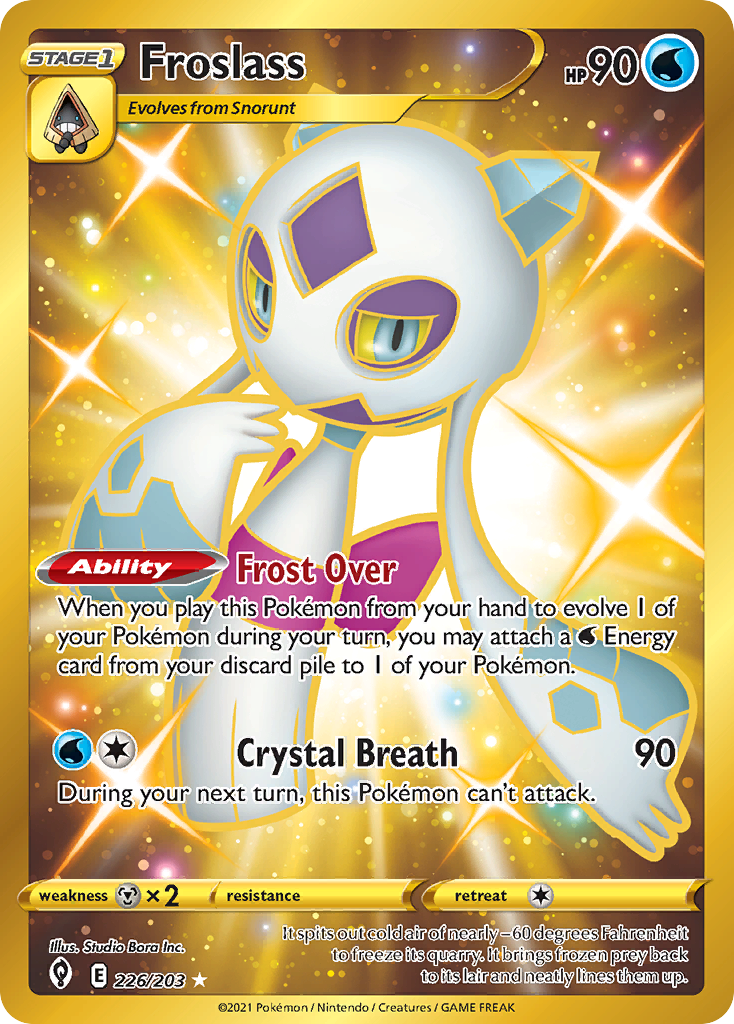 STAGE 1
Froslass
HP 90
Evolves from Snorunt
Ability Frost Over
When you play this Pokémon from your hand to evolve 1 of
your Pokémon during your turn, you may attach a Energy
card from your discard pile to 1 of your Pokémon.
Crystal Breath 90
During your next turn, this Pokémon can't attack.
weakness ×2 resistance retreat
It spits out cold air of nearly –60 degrees Fahrenheit
to freeze its quarry. It brings frozen prey back
to its lair and neatly lines them up.
Illus. Studio Bora Inc.
E 226/203 ★
©2021 Pokémon / Nintendo / Creatures / GAME FREAK